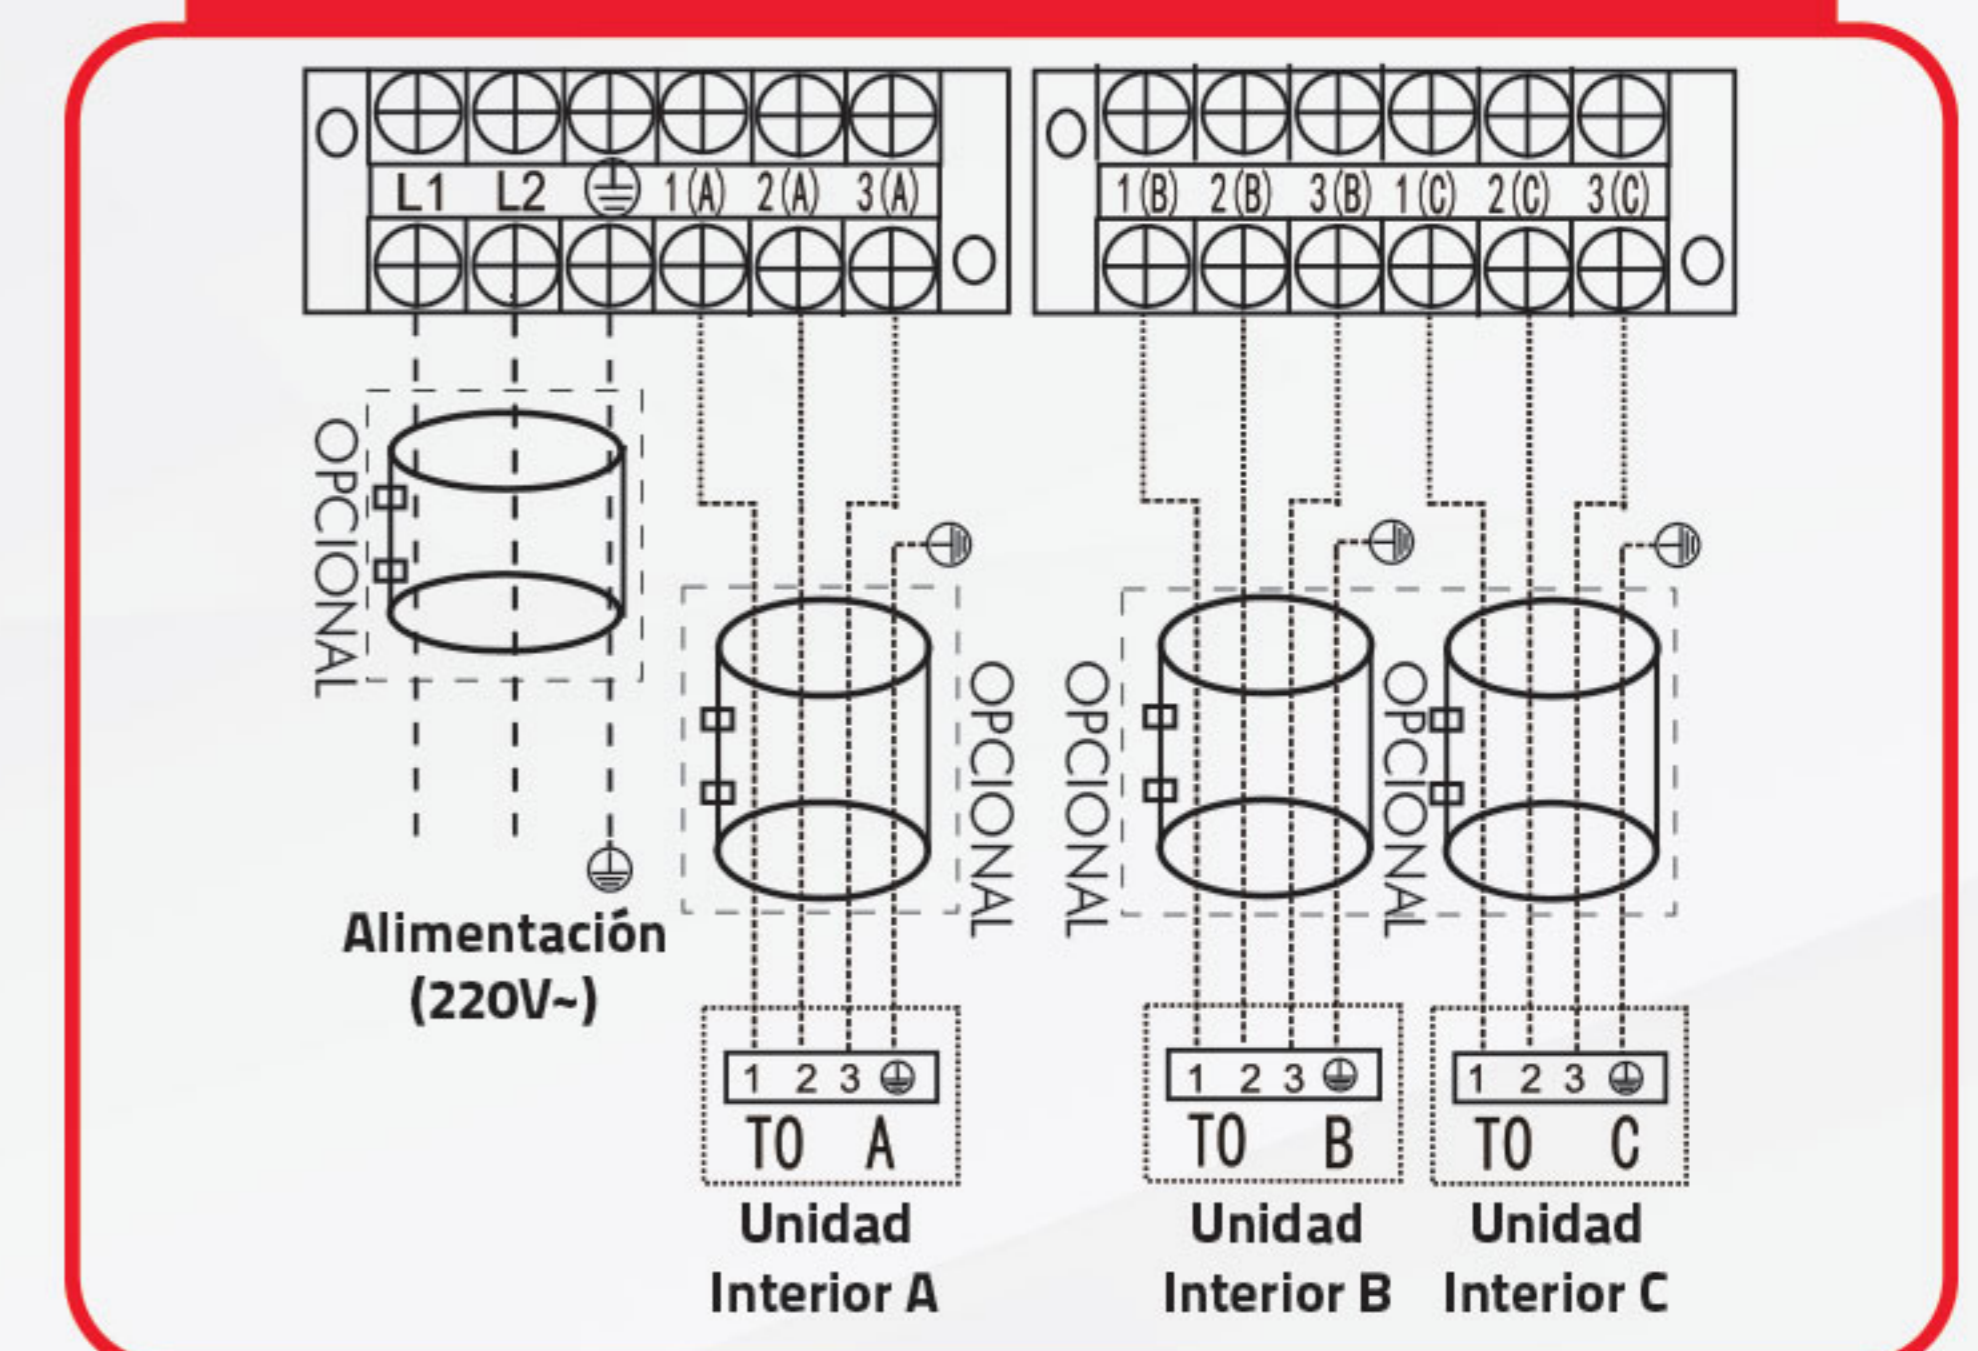 L1 L2 1(A) 2(A) 3(A)
1(B) 2(B) 3(B) 1(C) 2(C) 3(C)
OPCIONAL
OPCIONAL
OPCIONAL
OPCIONAL
Alimentación
(220V~)
1 2 3
TO A
Unidad
Interior A
1 2 3
TO B
Unidad
Interior B
1 2 3
TO C
Unidad
Interior C